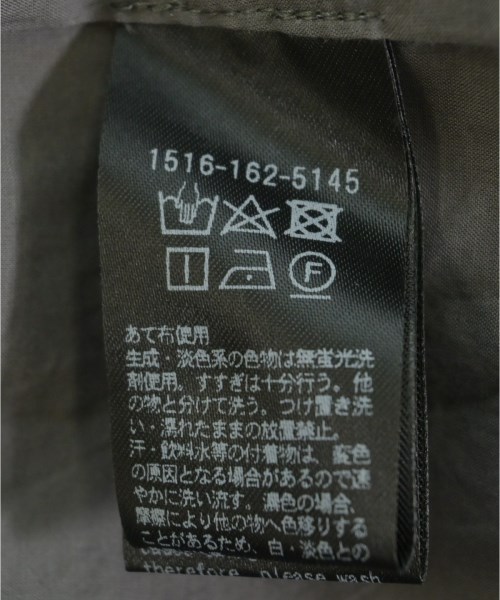 1516-162-5145
F
あて布使用
生成・淡色系の色物は無蛍光洗
剤使用。すすぎは十分行う。他
の物と分けて洗う。つけ置き洗
い・濡れたままの放置禁止。
汗・飲料水等の付着物は、変色
の原因となる場合があるので速
やかに洗い流す。濃色の場合、
摩擦により他の物へ色移りする
ことがあるため、白・淡色との
therefore, please wash